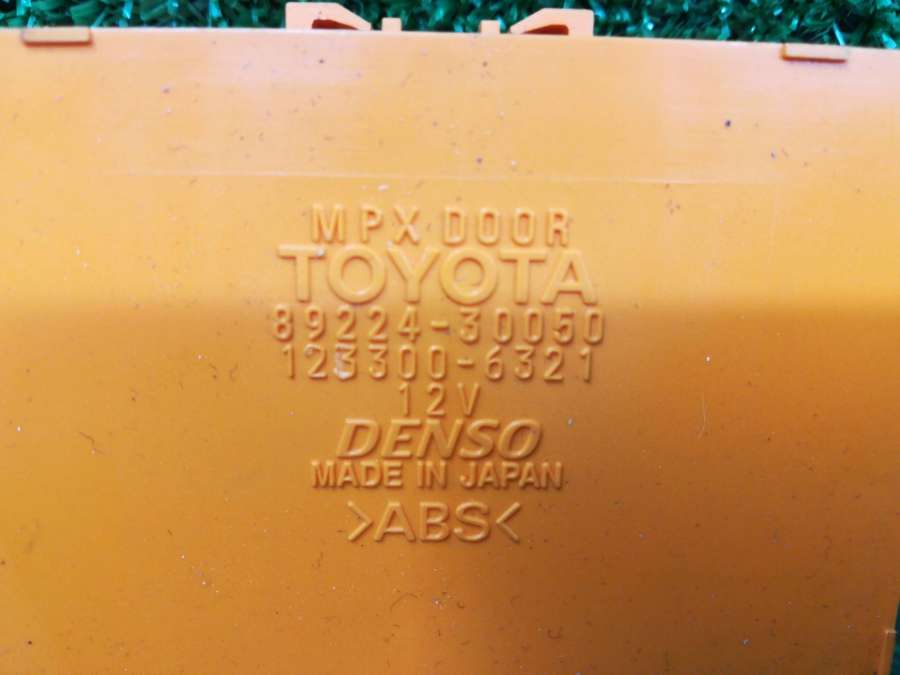 MPX DOOR
TOYOTA
89224-30050
123300-6321
12V
DENSO
MADE IN JAPAN
>ABS<